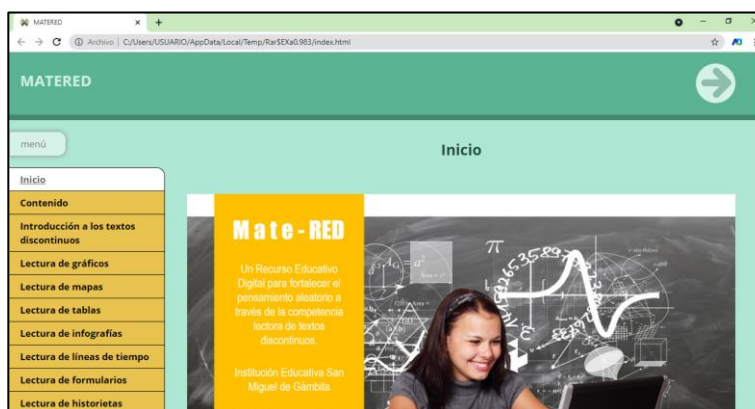 MATERED
Archivo | C:/Users/USUARIO/AppData/Local/Temp/Rar$EXa0.983/index.html
MATERED
menú
Inicio
Inicio
Contenido
Introducción a los textos
discontinuos
Lectura de gráficos
Lectura de mapas
Lectura de tablas
Lectura de infografías
Lectura de líneas de tiempo
Lectura de formularios
Lectura de historietas
Mate-RED
Un Recurso Educativo
Digital para fortalecer el
pensamiento aleatorio a
través de la competencia
lectora de textos
discontinuos.
Institución Educativa San
Miguel de Gámbita
π